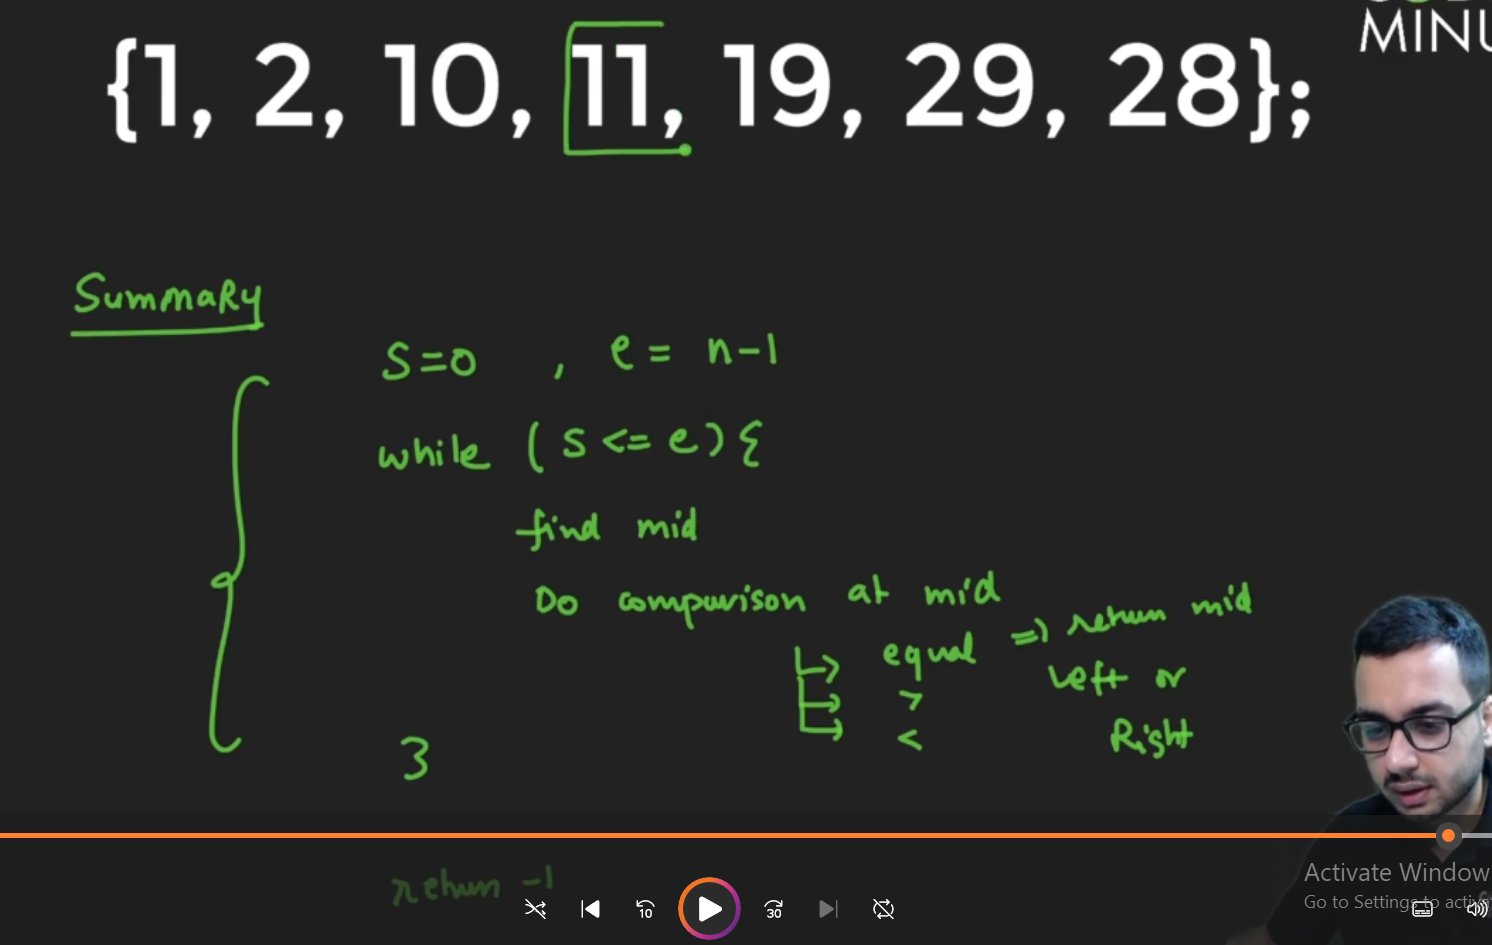 MINU
{1, 2, 10, 11, 19, 29, 28};
Summary
S=0 , e = n-1
while ( s <= e ) {
find mid
Do comparison at mid
equal => return mid
> Left or
< Right
}
return -1
Activate Window
Go to Settings to activa
10
30